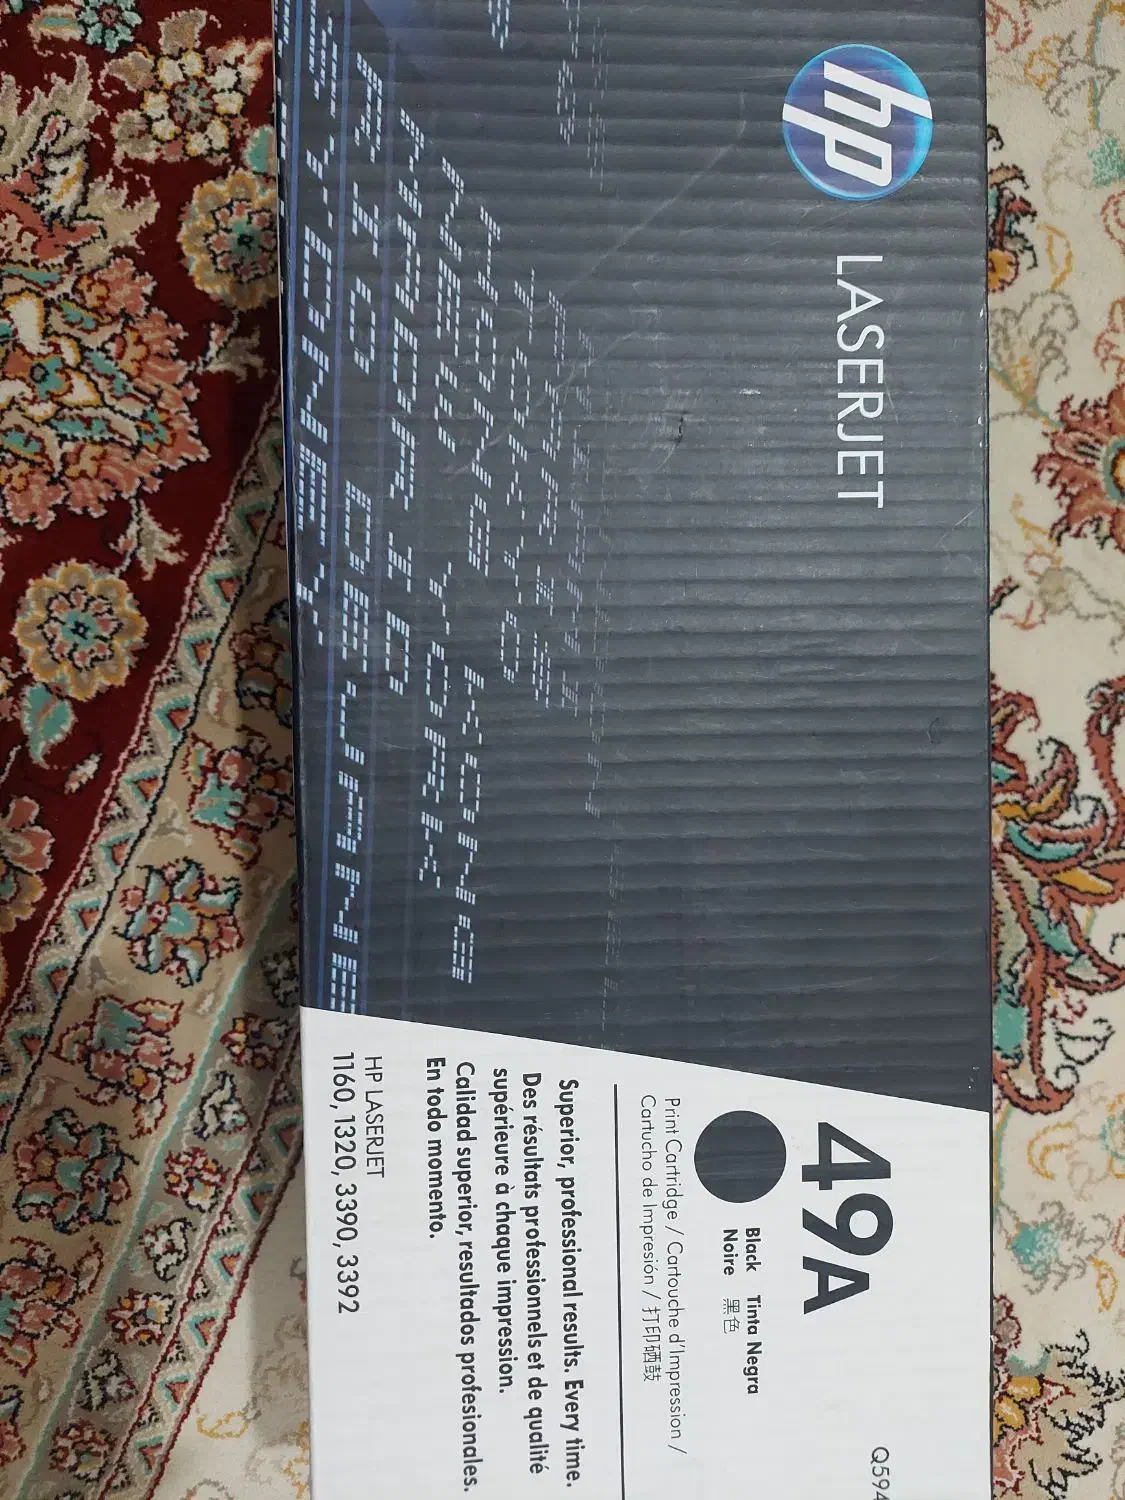 hp LASERJET
Q594
49A
Black Tinta Negra
Noire 黑色
Print Cartridge / Cartouche d'Impression /
Cartucho de Impresión / 打印硒鼓
Superior, professional results. Every time.
Des résultats professionnels et de qualité
supérieure à chaque impression.
Calidad superior, resultados profesionales.
En todo momento.
HP LASERJET
1160, 1320, 3390, 3392